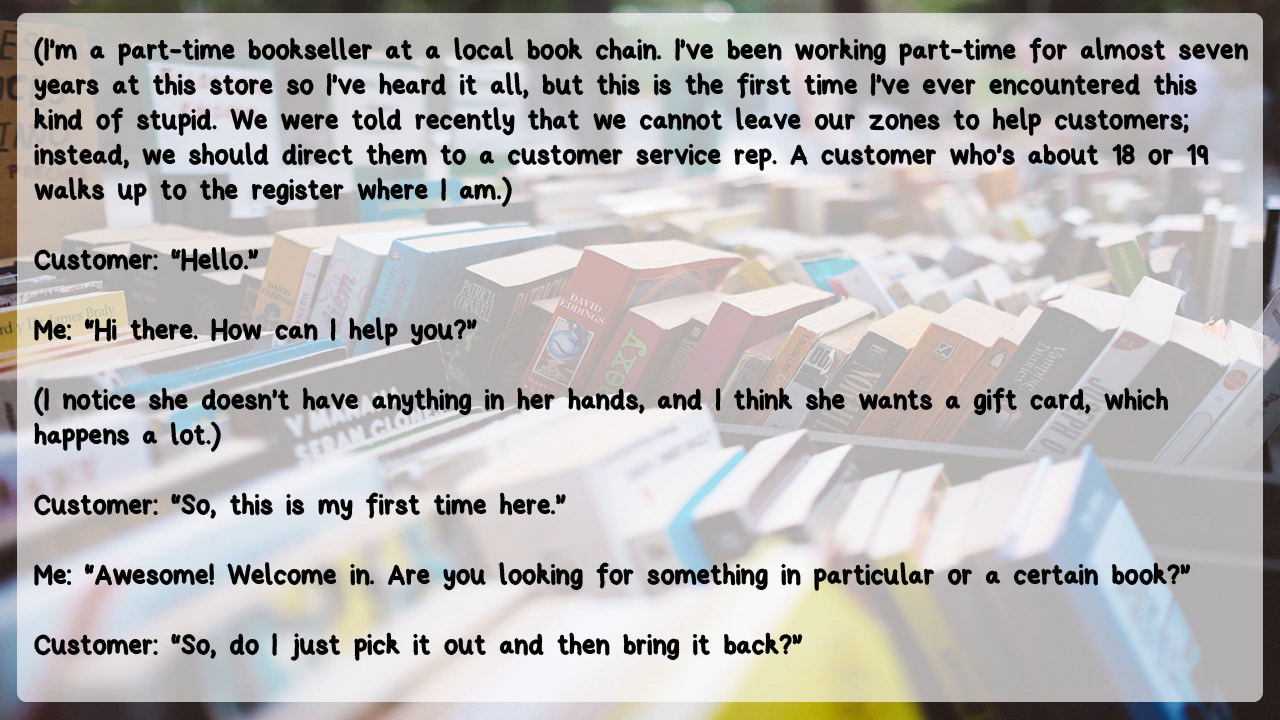 (I'm a part-time bookseller at a local book chain. I've been working part-time for almost seven
years at this store so I've heard it all, but this is the first time I've ever encountered this
kind of stupid. We were told recently that we cannot leave our zones to help customers;
instead, we should direct them to a customer service rep. A customer who's about 18 or 19
walks up to the register where I am.)
Customer: "Hello."
Me: "Hi there. How can I help you?"
(I notice she doesn't have anything in her hands, and I think she wants a gift card, which
happens a lot.)
Customer: "So, this is my first time here."
Me: "Awesome! Welcome in. Are you looking for something in particular or a certain book?"
Customer: "So, do I just pick it out and then bring it back?"
DAVID
EDDINGS